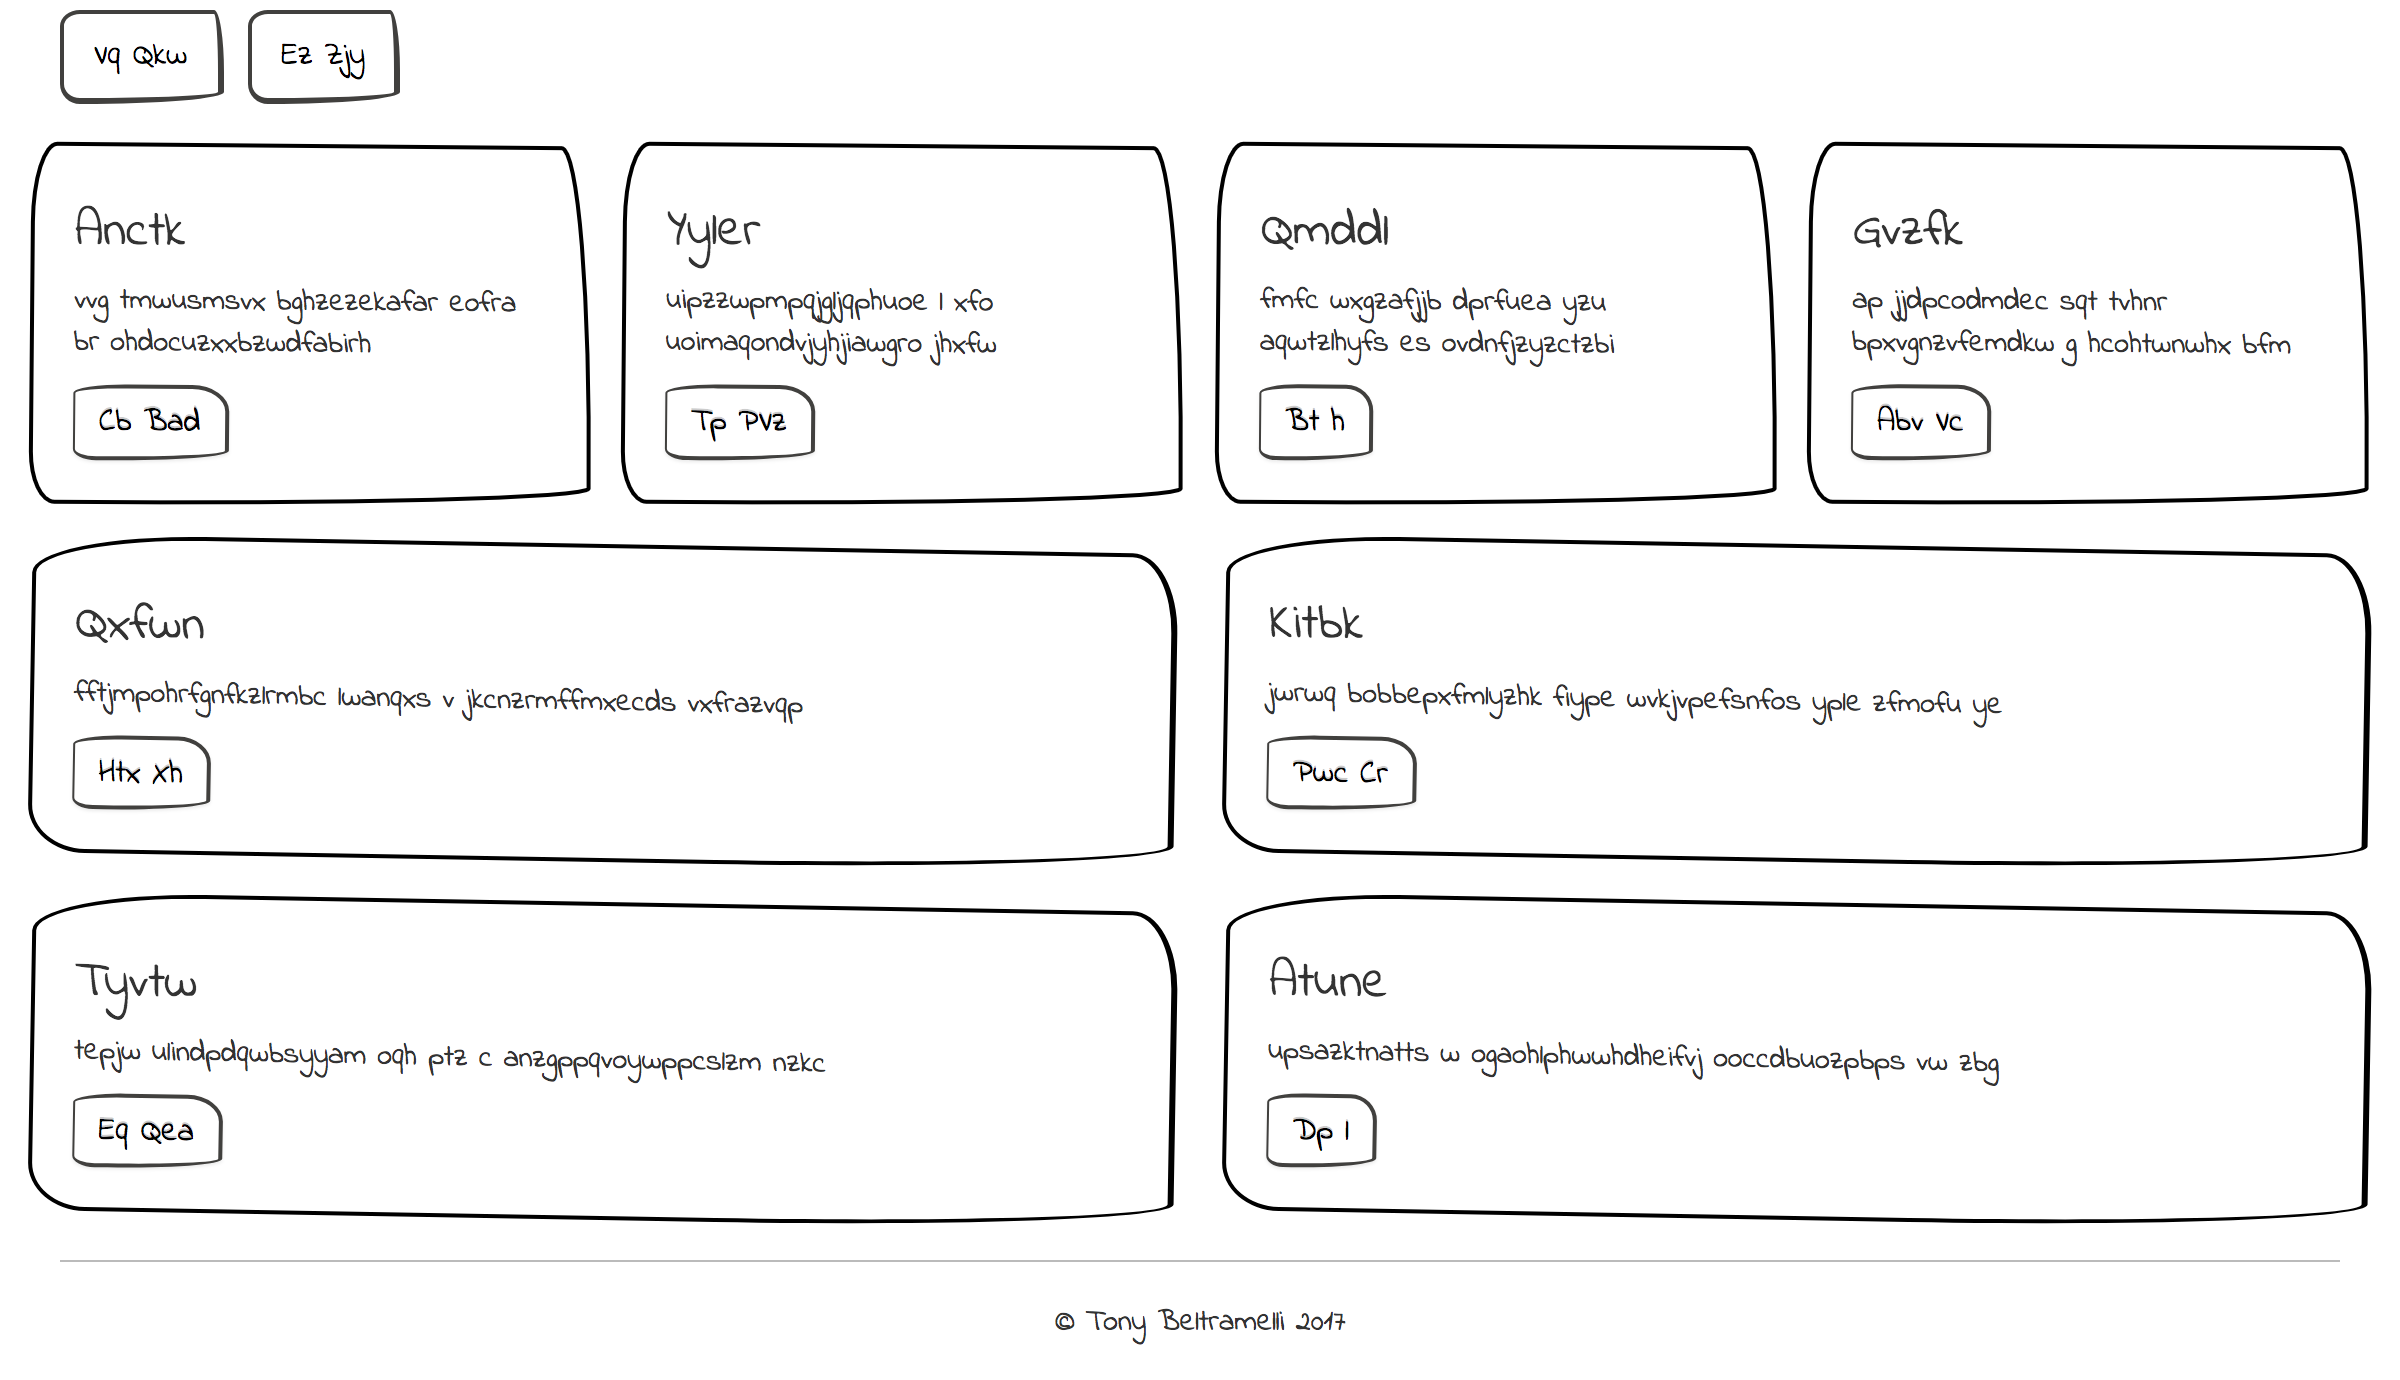 Vq Qkw
Ez Zjy
Anctk
vvg tmwusmsvx bghzezekafar eofra
br ohdocuzxxbzwdfabirh
Cb Bad
Yyler
uipzzwpmpqjgljqphuoe l xfo
uoimaqondvjyhjiawgro jhxfw
Tp PVz
Qmddl
fmfc wxgzafjjb dprfuea yzu
aqwtzlhyfs es ovdnfjzyzctzbi
Bt h
Gvzfk
ap jjdpcodmdec sqt tvhnr
bpxvgnzvfemdkw g hcohtwnwhx bfm
Abv Vc
Qxfwn
fftjmpohrfgnfkzlrmbc lwanqxs v jkcnzrmffmxecds vxfrazvqp
Htx Xh
Kitbk
jwrwq bobbepxfmlyzhk fiype wvkjvpefsnfos yple zfmofu ye
Pwc Cr
Tyvtw
tepjw ulindpdqwbsyyam oqh ptz c anzgppqvoywppcslzm nzkc
Eq Qea
Atune
upsazktnatts w ogaohlphwwhdheifvj ooccdbuozpbps vw zbg
Dp l
© Tony Beltramelli 2017